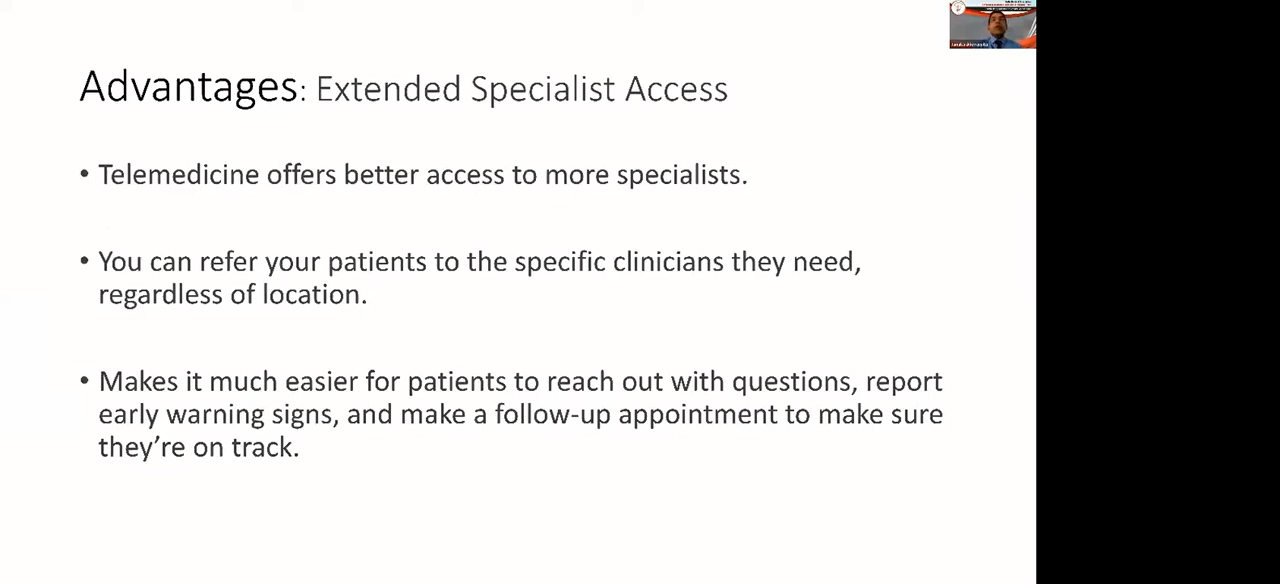 Advantages: Extended Specialist Access
• Telemedicine offers better access to more specialists.
• You can refer your patients to the specific clinicians they need,
regardless of location.
• Makes it much easier for patients to reach out with questions, report
early warning signs, and make a follow-up appointment to make sure
they’re on track.